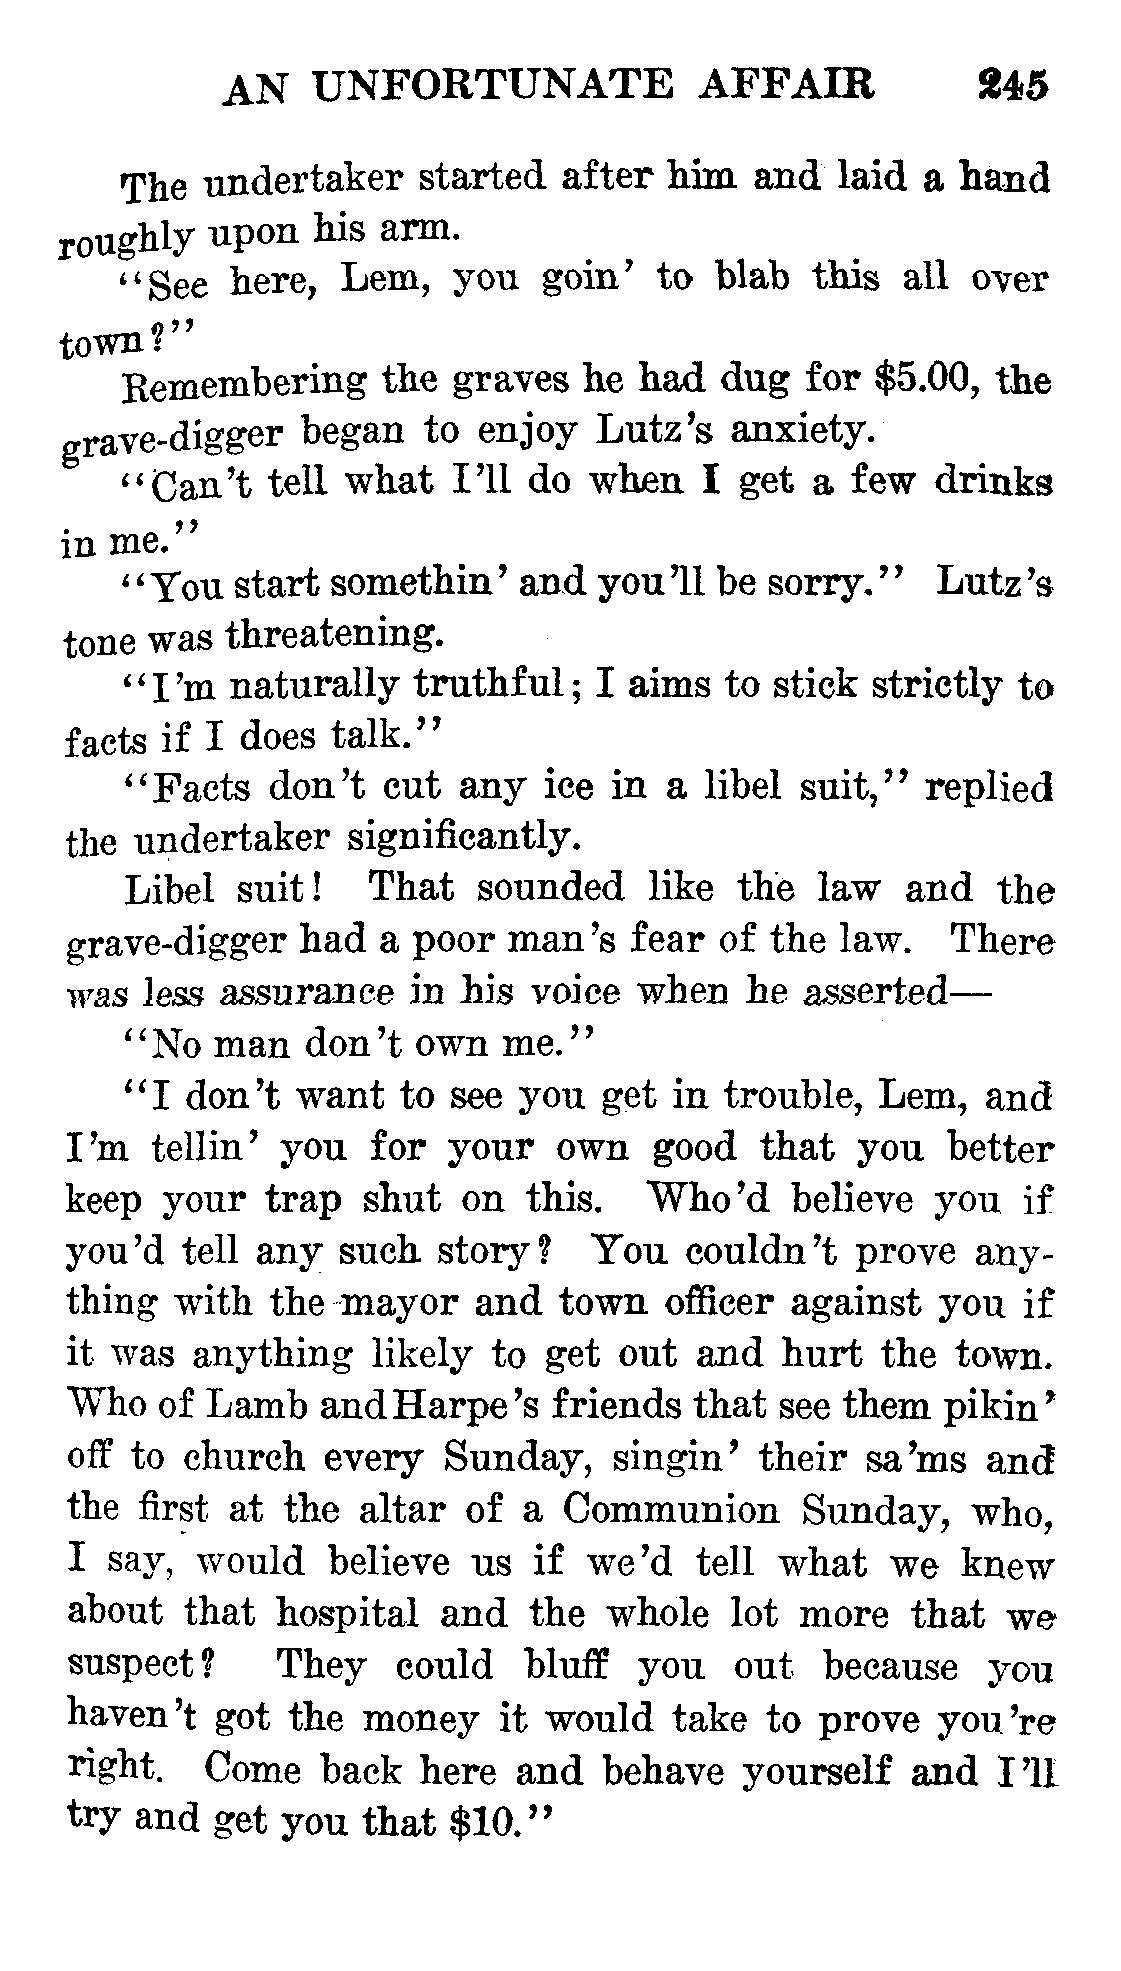 AN UNFORTUNATE AFFAIR 245
The undertaker started after him and laid a hand
roughly upon his arm.
"See here, Lem, you goin' to blab this all over
town?"
Remembering the graves he had dug for $5.00, the
grave-digger began to enjoy Lutz's anxiety.
"Can't tell what I'll do when I get a few drinks
in me."
"You start somethin' and you'll be sorry." Lutz's
tone was threatening.
"I'm naturally truthful; I aims to stick strictly to
facts if I does talk."
"Facts don't cut any ice in a libel suit," replied
the undertaker significantly.
Libel suit! That sounded like the law and the
grave-digger had a poor man's fear of the law. There
was less assurance in his voice when he asserted—
"No man don't own me."
"I don't want to see you get in trouble, Lem, and
I'm tellin' you for your own good that you better
keep your trap shut on this. Who'd believe you if
you'd tell any such story? You couldn't prove any-
thing with the mayor and town officer against you if
it was anything likely to get out and hurt the town.
Who of Lamb and Harpe's friends that see them pikin'
off to church every Sunday, singin' their sa'ms and
the first at the altar of a Communion Sunday, who,
I say, would believe us if we'd tell what we knew
about that hospital and the whole lot more that we
suspect? They could bluff you out because you
haven't got the money it would take to prove you're
right. Come back here and behave yourself and I'll
try and get you that $10."